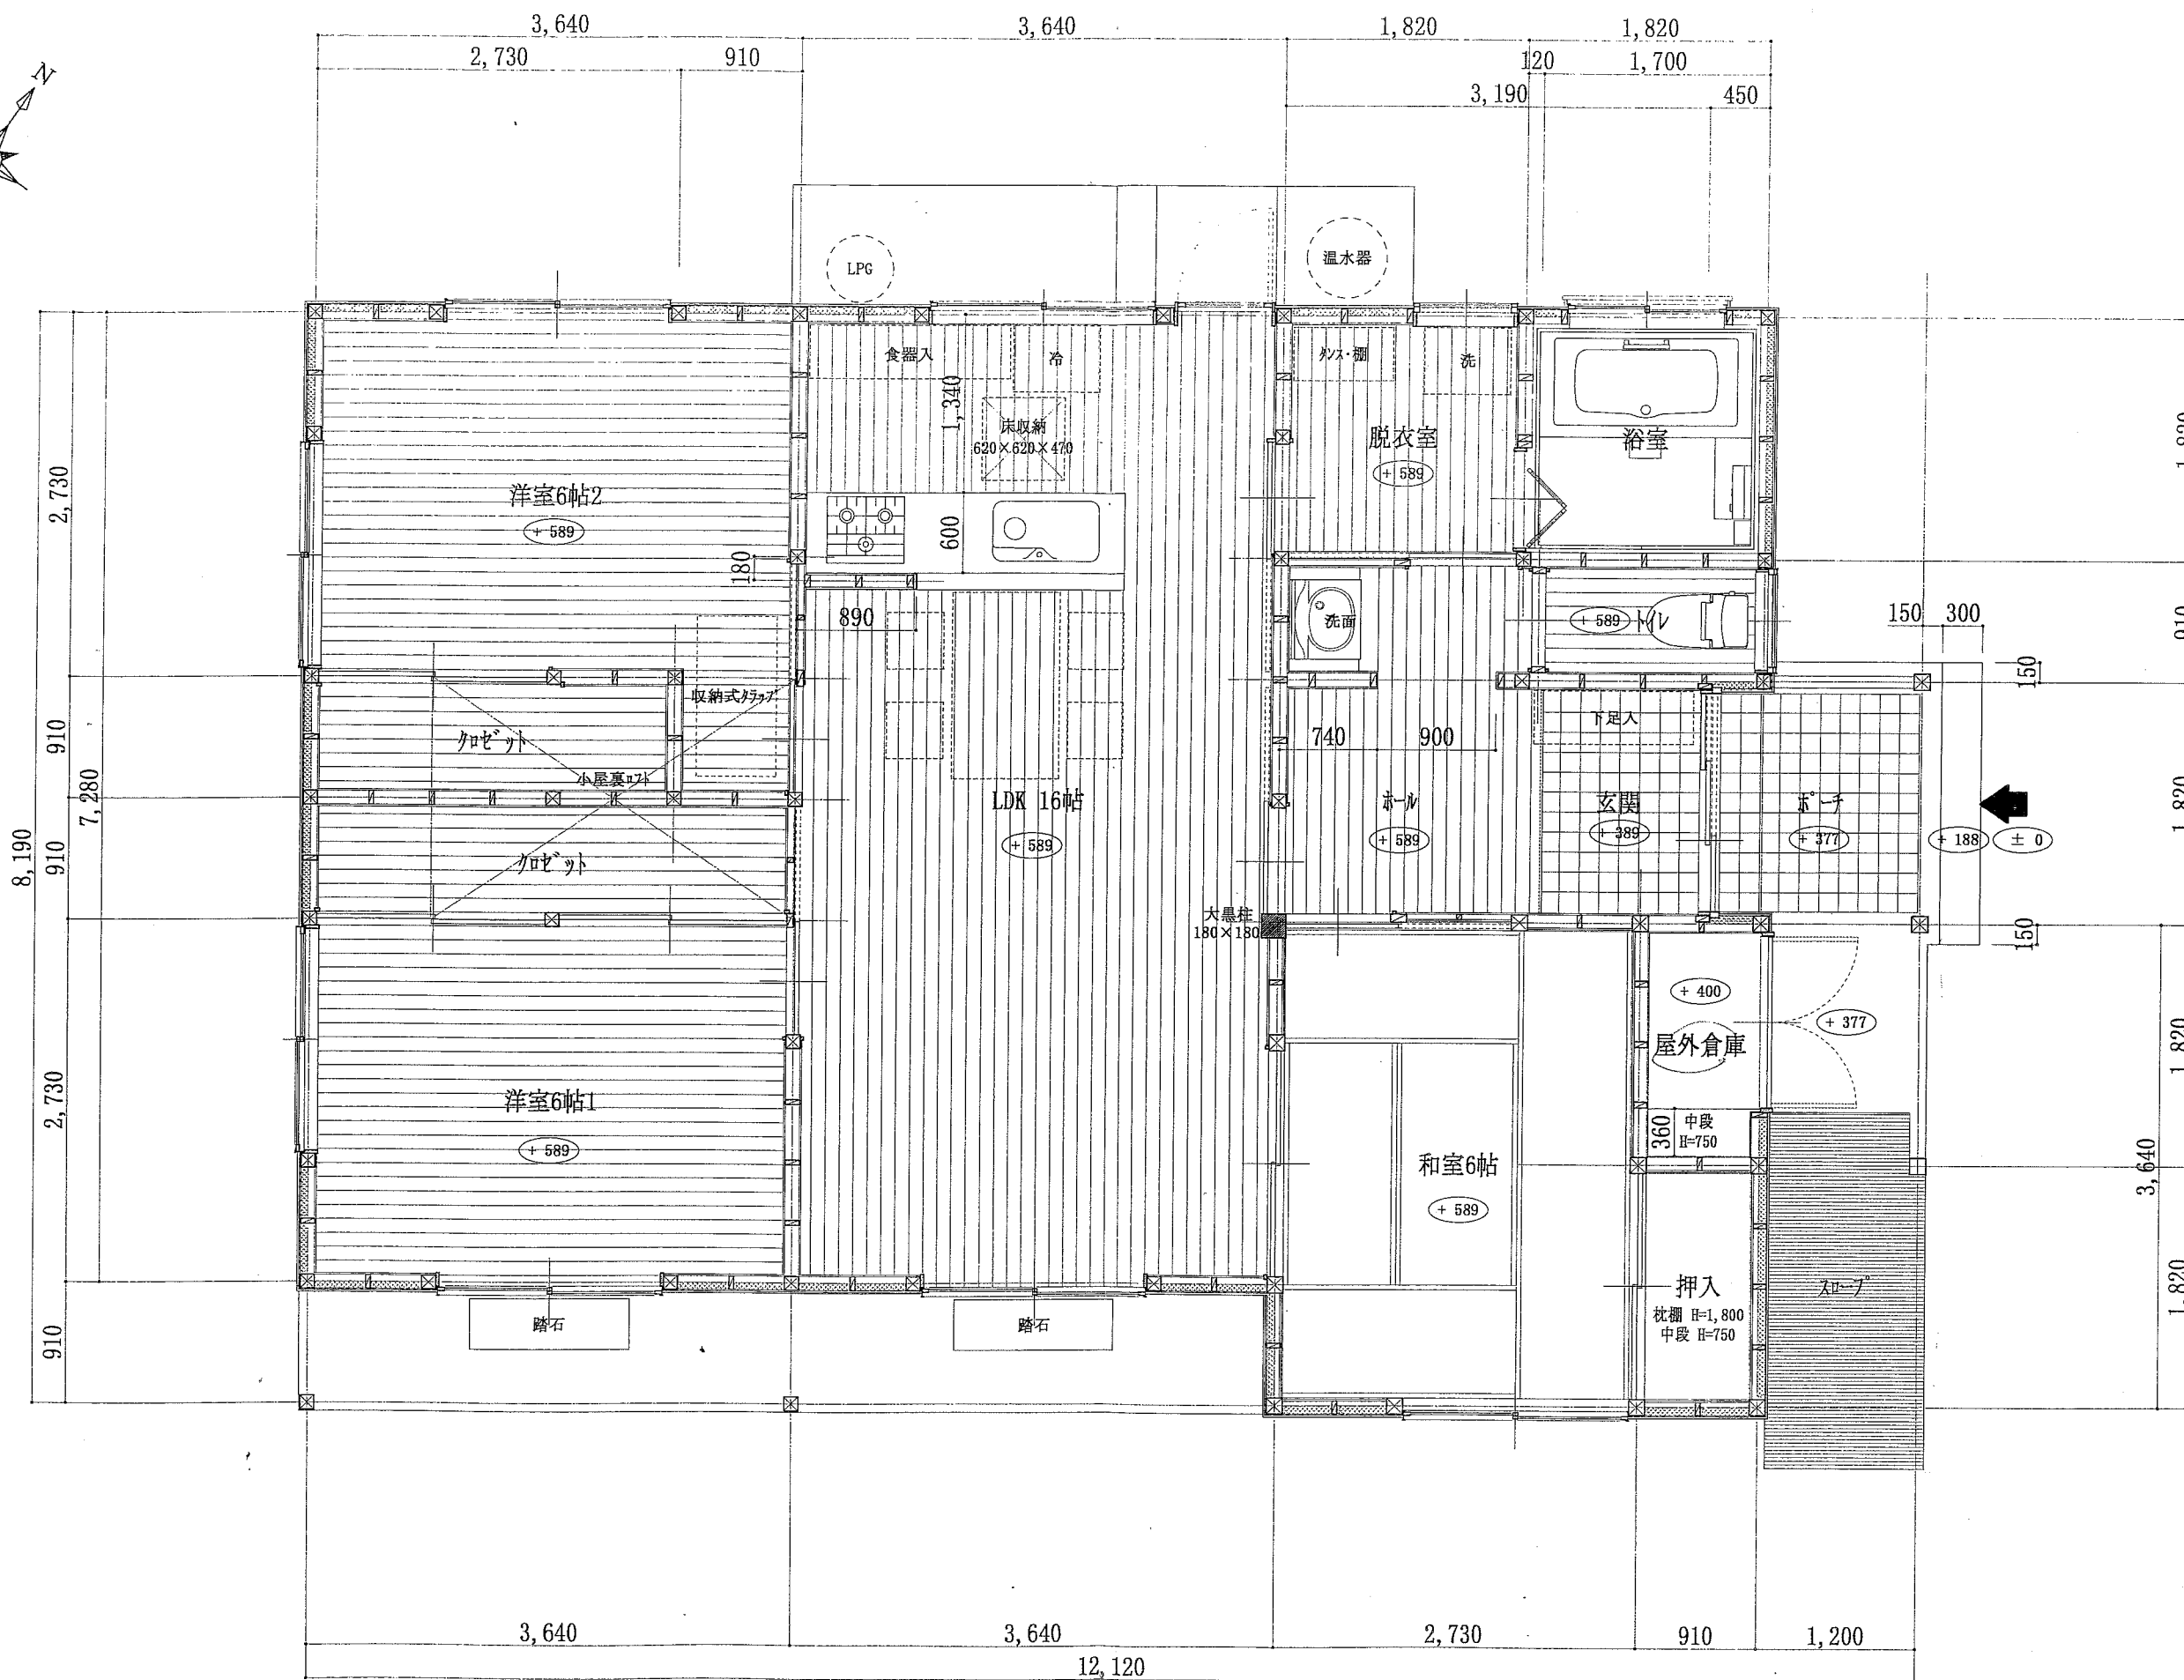 3,640
3,640
1,820
1,820
2,730
910
120
1,700
3,190
450
N
LPG
温水器
食器入
冷
1,340
床収納
620×620×470
タンス・棚
洗
脱衣室
+ 589
浴室
洋室6帖2
+ 589
600
180
890
洗面
+ 589
トイレ
150
300
150
収納式タラップ
クロゼット
小屋裏ロフト
クロゼット
LDK 16帖
+ 589
740
900
ホール
+ 589
下足入
玄関
+ 389
ポーチ
+ 377
+ 188
± 0
150
大黒柱
180×180
+ 400
屋外倉庫
+ 377
360
中段
H=750
洋室6帖1
+ 589
和室6帖
+ 589
押入
枕棚 H=1,800
中段 H=750
スロープ
踏石
踏石
2,730
910
7,280
8,190
910
2,730
910
910
1,820
1,820
3,640
1,820
3,640
3,640
2,730
910
1,200
12,120